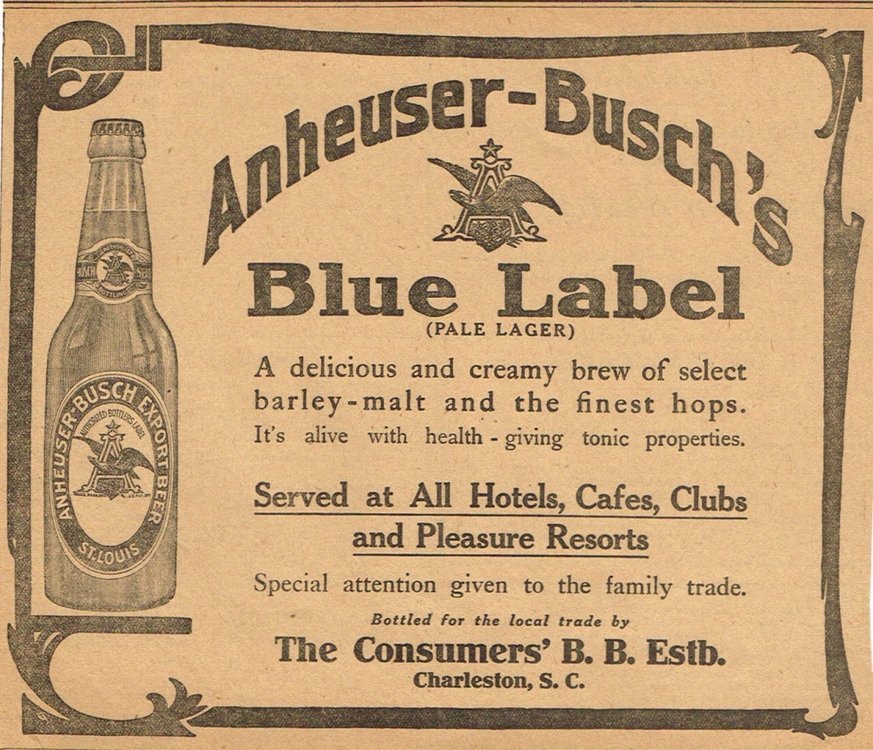 Anheuser-Busch's
Blue Label
(PALE LAGER)
A delicious and creamy brew of select
barley-malt and the finest hops.
It's alive with health-giving tonic properties.
Served at All Hotels, Cafes, Clubs
and Pleasure Resorts
Special attention given to the family trade.
Bottled for the local trade by
The Consumers' B. B. Estb.
Charleston, S. C.
ANHEUSER-BUSCH EXPORT BEER
AUTHORIZED BOTTLERS LABEL
A
ST. LOUIS